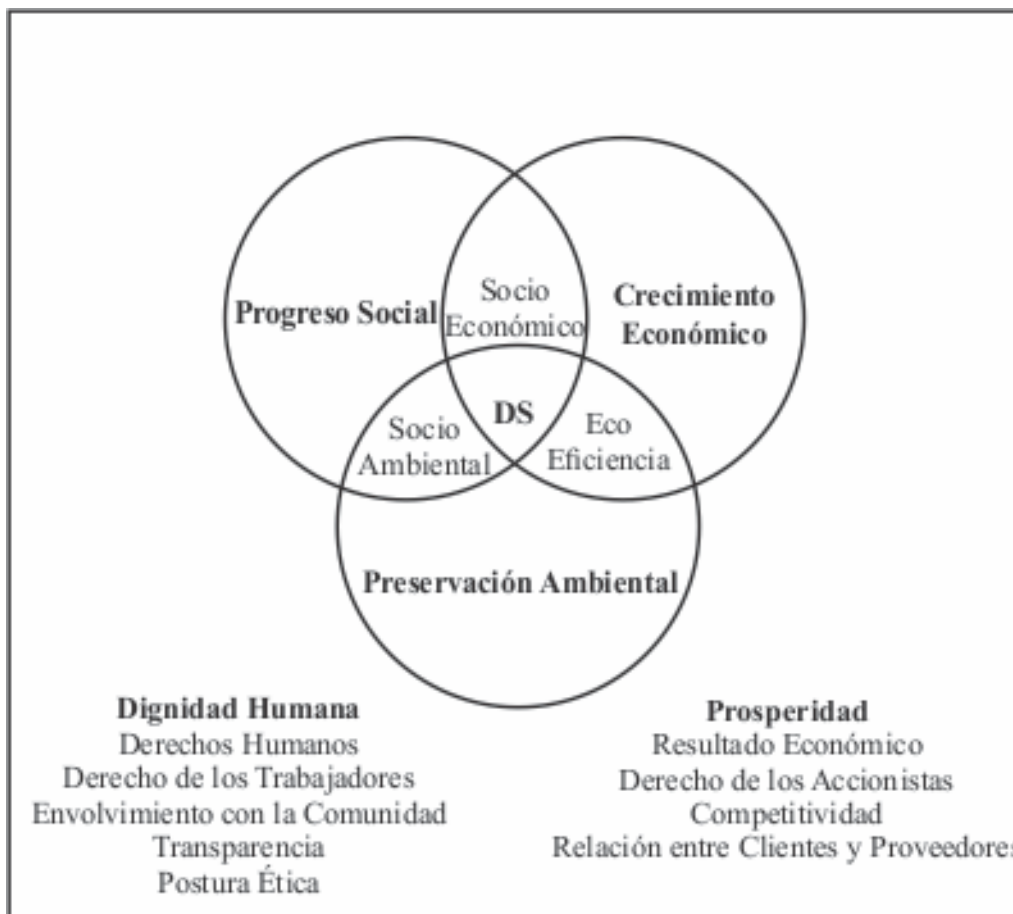 Progreso Social
Socio
Económico
Crecimiento
Económico
DS
Socio
Ambiental
Eco
Eficiencia
Preservación Ambiental
Dignidad Humana
Derechos Humanos
Derecho de los Trabajadores
Envolvimiento con la Comunidad
Transparencia
Postura Ética
Prosperidad
Resultado Económico
Derecho de los Accionistas
Competitividad
Relación entre Clientes y Proveedores